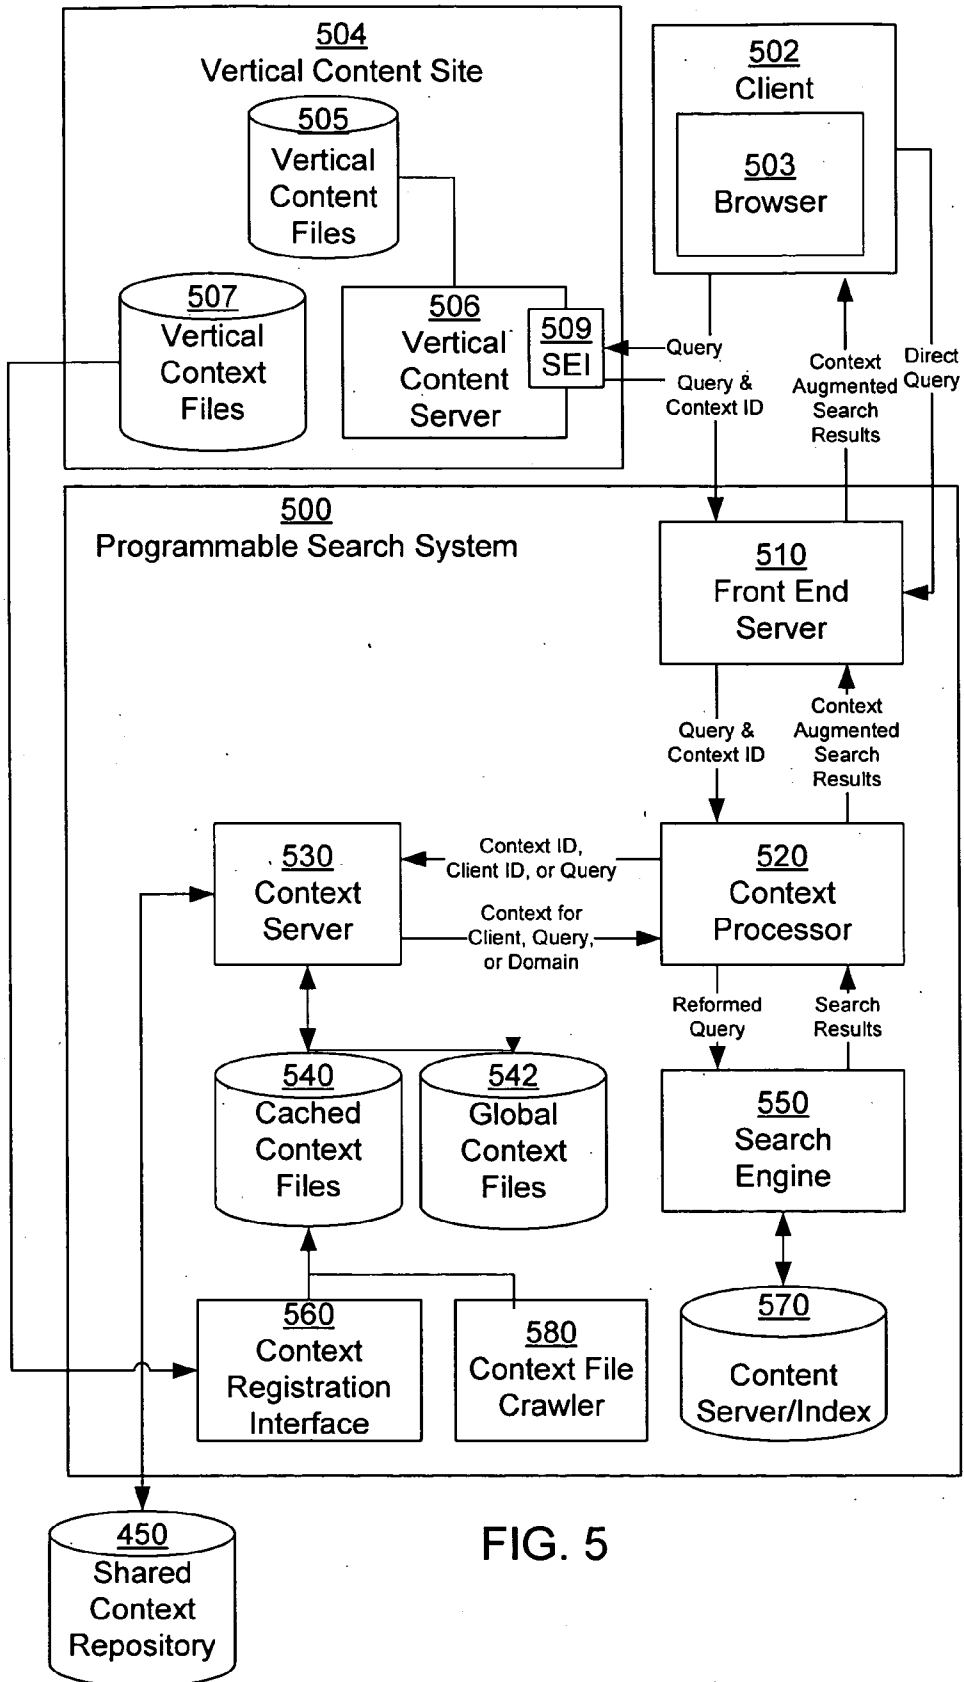 504
Vertical Content Site
505
Vertical
Content
Files
507
Vertical
Context
Files
506
Vertical
Content
Server
509
SEI
502
Client
503
Browser
Query
Query &
Context ID
Context
Augmented
Search
Results
Direct
Query
500
Programmable Search System
510
Front End
Server
Query &
Context ID
Context
Augmented
Search
Results
530
Context
Server
Context ID,
Client ID, or Query
Context for
Client, Query,
or Domain
520
Context
Processor
Reformed
Query
Search
Results
540
Cached
Context
Files
542
Global
Context
Files
550
Search
Engine
560
Context
Registration
Interface
580
Context File
Crawler
570
Content
Server/Index
450
Shared
Context
Repository
FIG. 5